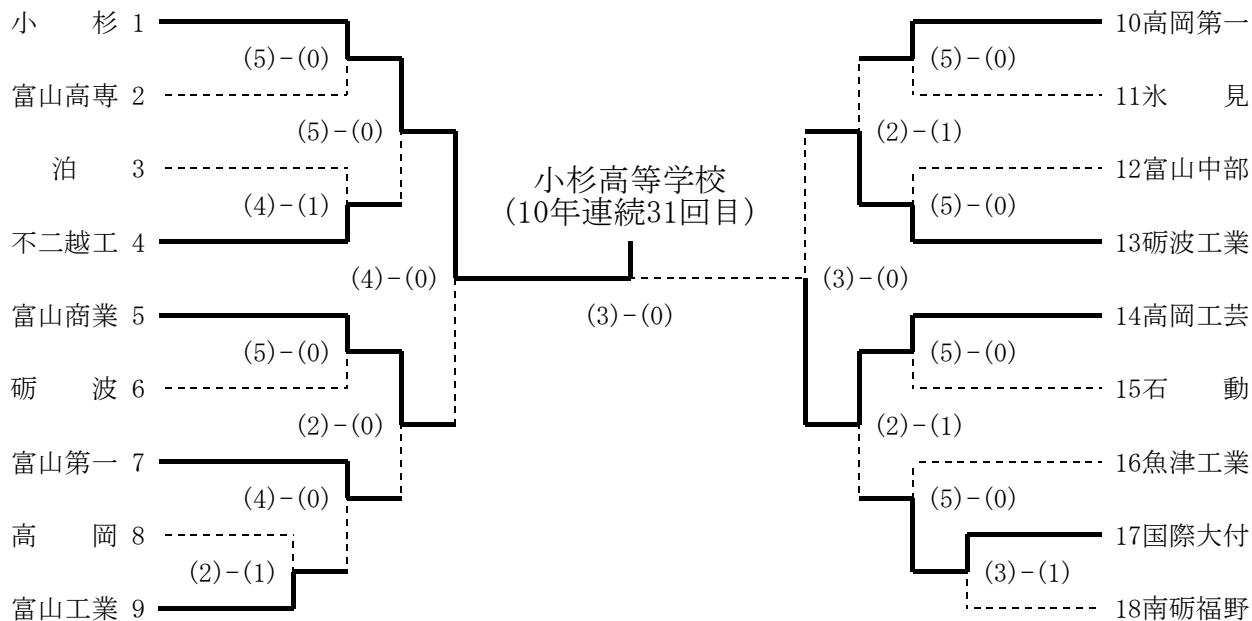 小　杉 1
(5)-(0)
富山高専 2
(5)-(0)
泊 3
(4)-(1)
不二越工 4
(4)-(0)
富山商業 5
(5)-(0)
砺　波 6
(2)-(0)
富山第一 7
(4)-(0)
高　岡 8
(2)-(1)
富山工業 9
小杉高等学校
(10年連続31回目)
(3)-(0)
10高岡第一
(5)-(0)
11氷　見
(2)-(1)
12富山中部
(5)-(0)
13砺波工業
(3)-(0)
14高岡工芸
(5)-(0)
15石　動
(2)-(1)
16魚津工業
(5)-(0)
17国際大付
(3)-(1)
18南砺福野